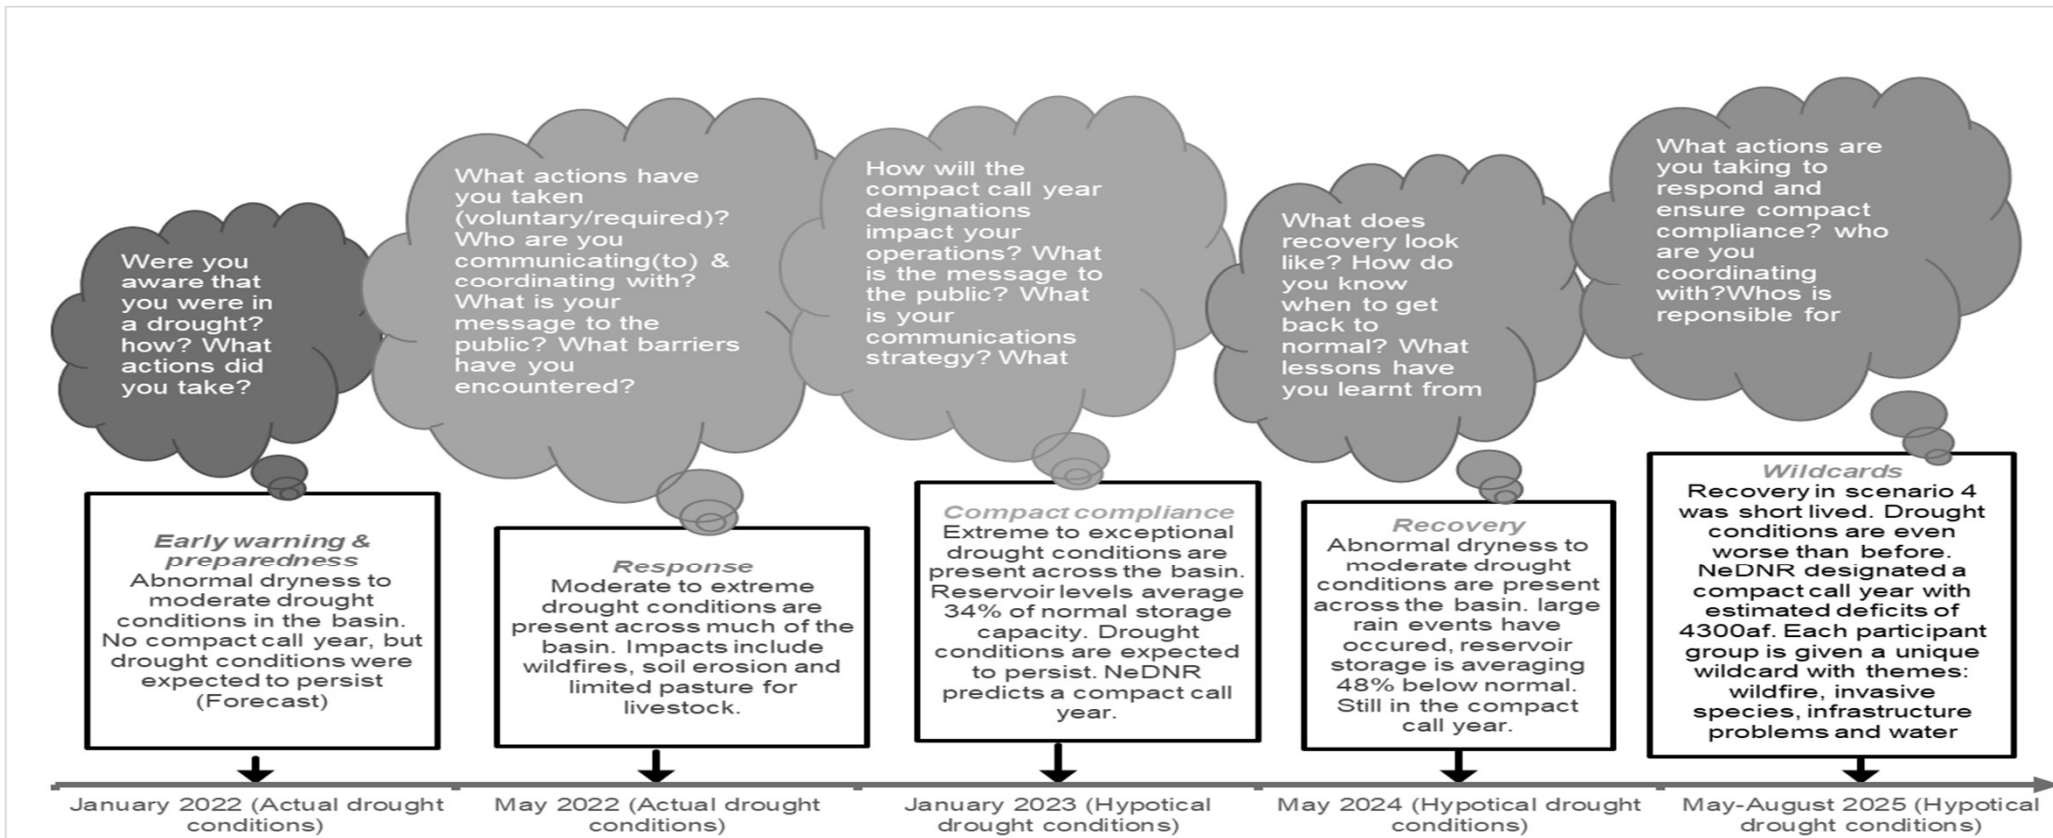 Were you
aware that
you were in
a drought?
how? What
actions did
you take?
What actions have
you taken
(voluntary/required)?
Who are you
communicating(to) &
coordinating with?
What is your
message to the
public? What barriers
have you
encountered?
How will the
compact call year
designations
impact your
operations? What
is the message to
the public? What
is your
communications
strategy? What
What does
recovery look
like? How do
you know
when to get
back to
normal? What
lessons have
you learnt from
What actions are
you taking to
respond and
ensure compact
compliance? who
are you
coordinating
with?Whos is
reponsible for
Early warning &
preparedness
Abnormal dryness to
moderate drought
conditions in the basin.
No compact call year, but
drought conditions were
expected to persist
(Forecast)
Response
Moderate to extreme
drought conditions are
present across much of the
basin. Impacts include
wildfires, soil erosion and
limited pasture for
livestock.
Compact compliance
Extreme to exceptional
drought conditions are
present across the basin.
Reservoir levels average
34% of normal storage
capacity. Drought
conditions are expected
to persist. NeDNR
predicts a compact call
year.
Recovery
Abnormal dryness to
moderate drought
conditions are present
across the basin. large
rain events have
occured, reservoir
storage is averaging
48% below normal.
Still in the compact
call year.
Wildcards
Recovery in scenario 4
was short lived. Drought
conditions are even
worse than before.
NeDNR designated a
compact call year with
estimated deficits of
4300af. Each participant
group is given a unique
wildcard with themes:
wildfire, invasive
species, infrastructure
problems and water
January 2022 (Actual drought
conditions)
May 2022 (Actual drought
conditions)
January 2023 (Hypotical
drought conditions)
May 2024 (Hypotical drought
conditions)
May-August 2025 (Hypotical
drought conditions)